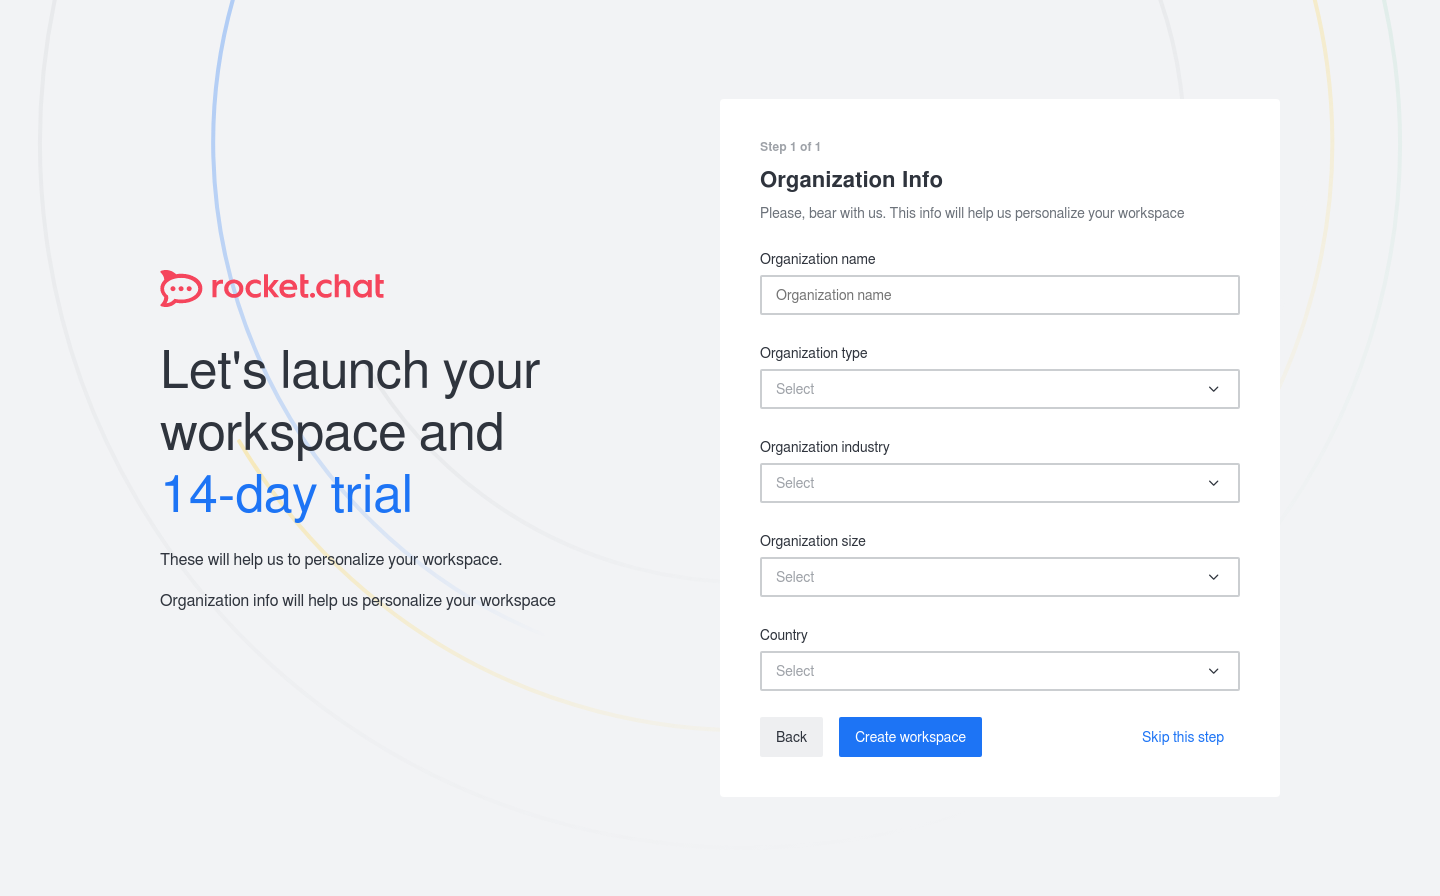 rocket.chat
Let's launch your
workspace and
14-day trial
These will help us to personalize your workspace.
Organization info will help us personalize your workspace
Step 1 of 1
Organization Info
Please, bear with us. This info will help us personalize your workspace
Organization name
Organization name
Organization type
Select
Organization industry
Select
Organization size
Select
Country
Select
Back
Create workspace
Skip this step